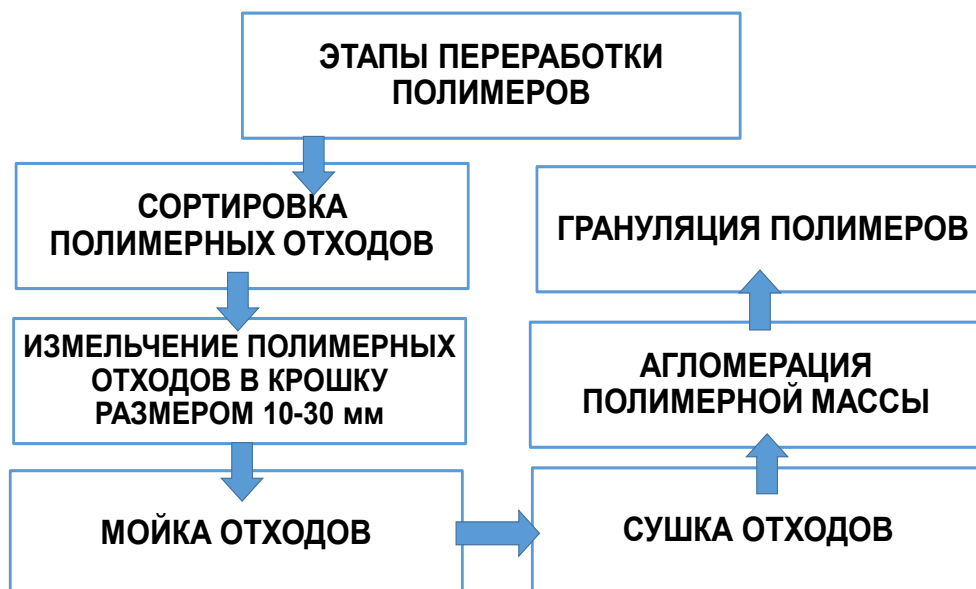 ЭТАПЫ ПЕРЕРАБОТКИ
ПОЛИМЕРОВ
СОРТИРОВКА
ПОЛИМЕРНЫХ ОТХОДОВ
ИЗМЕЛЬЧЕНИЕ ПОЛИМЕРНЫХ
ОТХОДОВ В КРОШКУ
РАЗМЕРОМ 10-30 мм
МОЙКА ОТХОДОВ
СУШКА ОТХОДОВ
АГЛОМЕРАЦИЯ
ПОЛИМЕРНОЙ МАССЫ
ГРАНУЛЯЦИЯ ПОЛИМЕРОВ